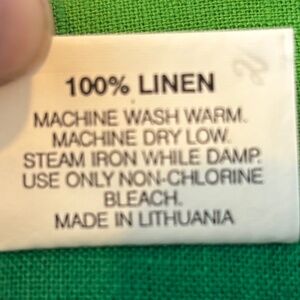 100% LINEN
MACHINE WASH WARM.
MACHINE DRY LOW.
STEAM IRON WHILE DAMP.
USE ONLY NON-CHLORINE
BLEACH.
MADE IN LITHUANIA